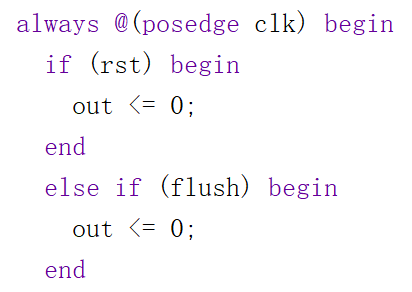 always @(posedge clk) begin
  if (rst) begin
    out <= 0;
  end
  else if (flush) begin
    out <= 0;
  end